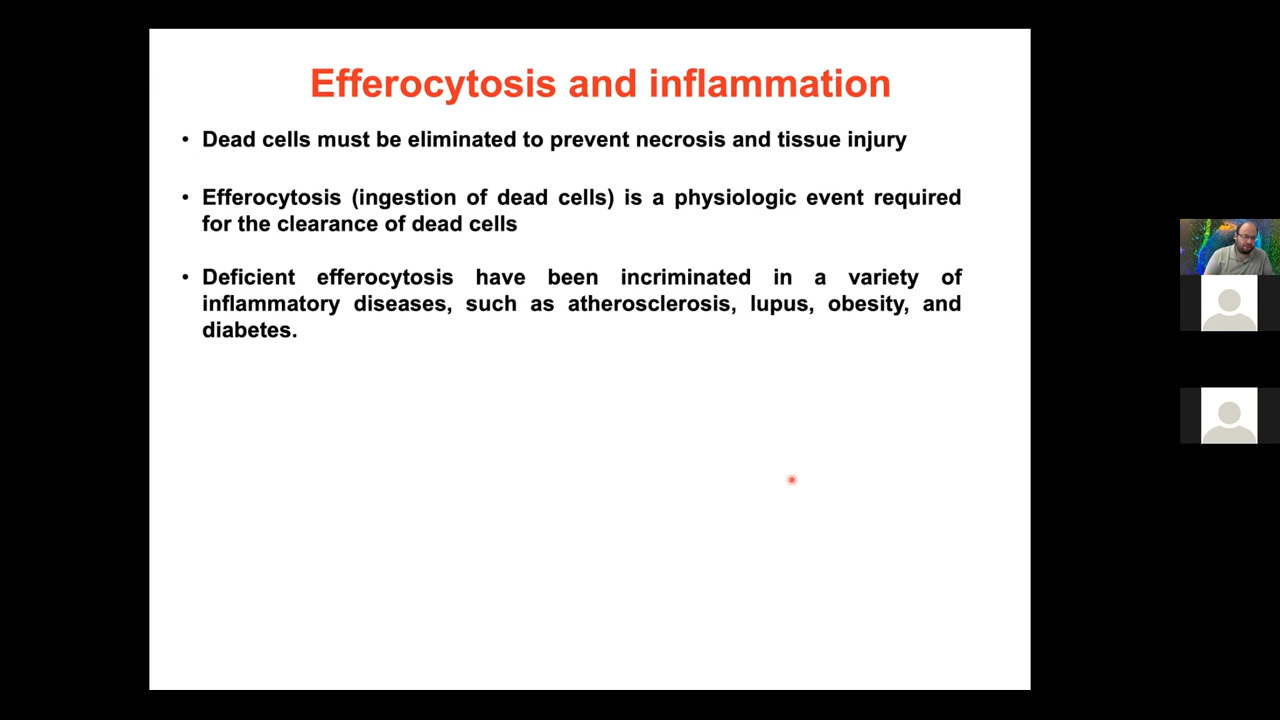 Efferocytosis and inflammation
• Dead cells must be eliminated to prevent necrosis and tissue injury
• Efferocytosis (ingestion of dead cells) is a physiologic event required
for the clearance of dead cells
• Deficient efferocytosis have been incriminated in a variety of
inflammatory diseases, such as atherosclerosis, lupus, obesity, and
diabetes.